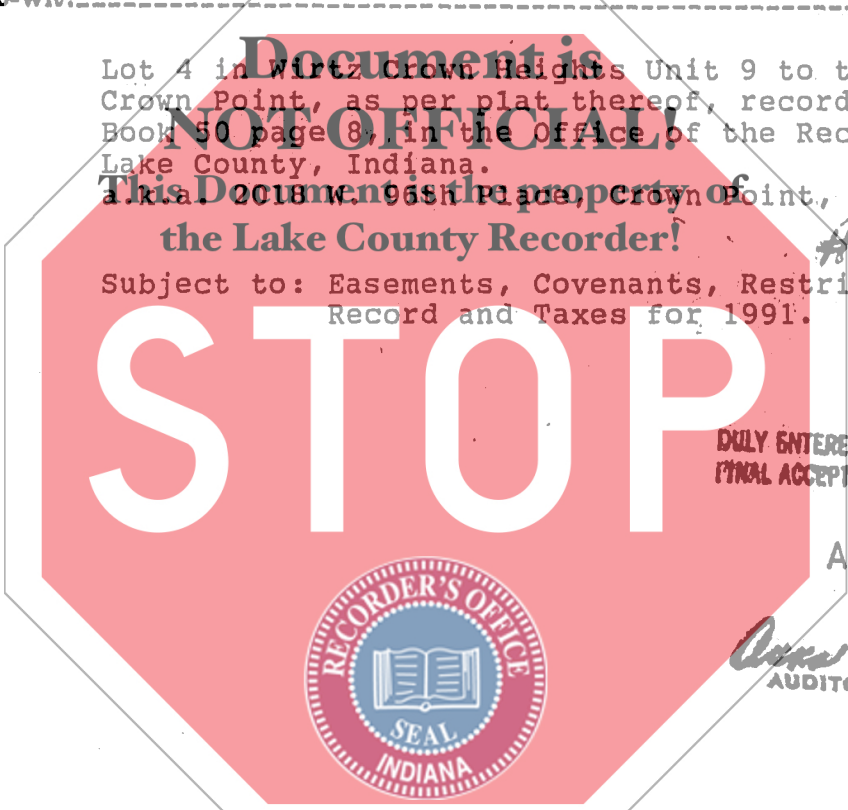 Document is
Lot 4 in Wirtz Crown Heights Unit 9 to t
Crown Point, as per plat thereof, record
NOT OFFICIAL!
Book 50 page 8, in the Office of the Rec
Lake County, Indiana.
This Document is the property of
a.k.a. 2018 W. 96th Place, Crown Point,
the Lake County Recorder!
Subject to: Easements, Covenants, Restri
Record and Taxes for 1991.
STOP
DULY ENTERE
FINAL ACCEPT
A
Anna
AUDITO
RECORDER'S OFFICE
SEAL
INDIANA